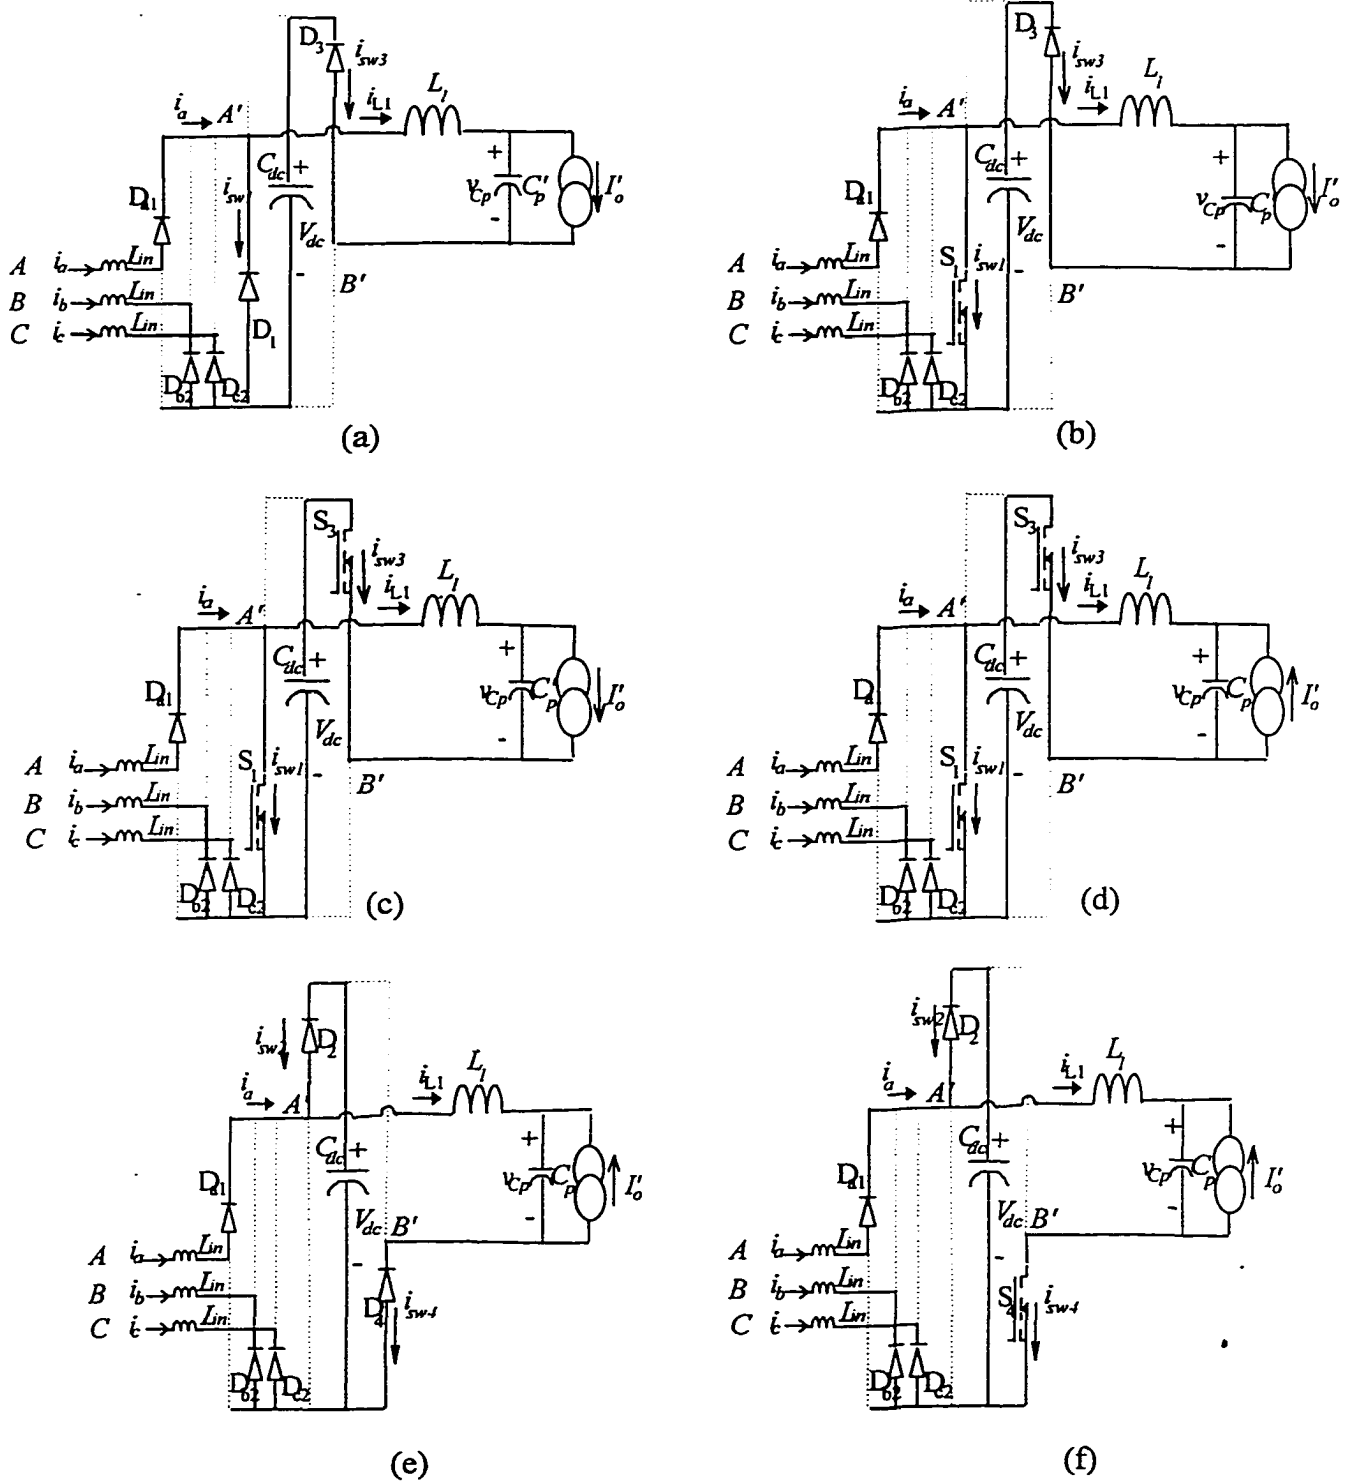 D3 isw3
ia A' iL1 Ll
Cdc +
isw1
+ vCp C'p I'o
-
Da1
Vdc
A ia Lin
- B'
B ib Lin
C ic Lin
D1
Db2 Dc2
(a)
D3 isw3
ia A' iL1 Ll
Cdc +
+ vCp C'p I'o
-
Da1
Vdc
A ia Lin
S1 isw1 -
B'
B ib Lin
C ic Lin
Db2 Dc2
(b)
S3 isw3
ia A' iL1 Ll
Cdc +
+ vCp C'p I'o
-
Da1
Vdc
A ia Lin
S1 isw1 -
B'
B ib Lin
C ic Lin
Db2 Dc2
(c)
S3 isw3
ia A' iL1 Ll
Cdc +
+ vCp C'p I'o
-
Da
Vdc
A ia Lin
S1 isw1 -
B'
B ib Lin
C ic Lin
Db2 Dc2
(d)
isw2 D2
ia A' iL1 Ll
Cdc +
+ vCp C'p I'o
-
Da1
Vdc B'
A ia Lin
-
B ib Lin
D4 isw4
C ic Lin
Db2 Dc2
(e)
isw2 D2
ia A' iL1 Ll
Cdc +
+ vCp C'p I'o
-
Da1
Vdc B'
A ia Lin
-
B ib Lin
S4 isw4
C ic Lin
Db2 Dc2
(f)